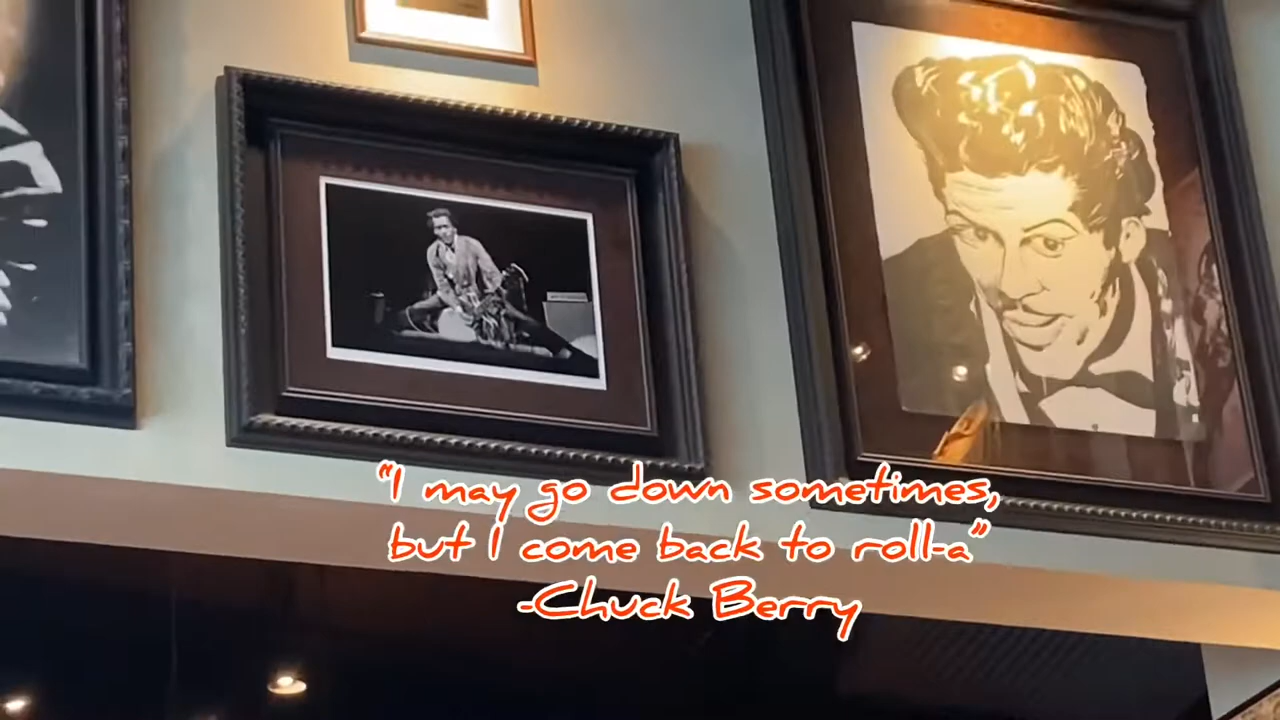 "I may go down sometimes,
but I come back to roll-a"
-Chuck Berry